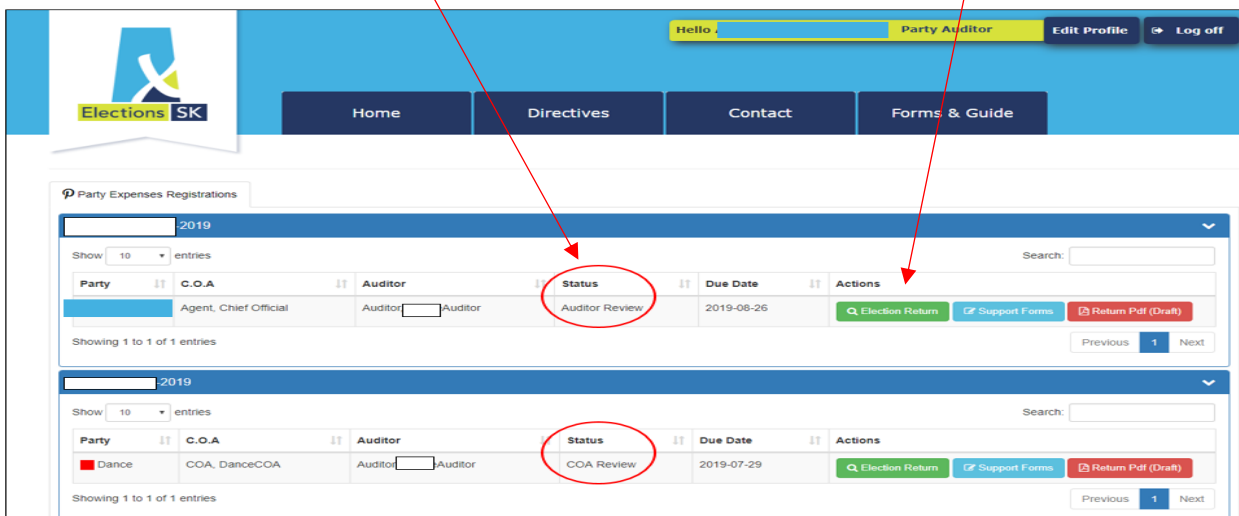 Hello
Party Auditor
Edit Profile
Log off
Elections SK
Home
Directives
Contact
Forms & Guide
Party Expenses Registrations
-2019
Show 10 entries
Search:
Party C.O.A Auditor Status Due Date Actions
Agent, Chief Official Auditor Auditor Auditor Review 2019-08-26 Election Return Support Forms Return Pdf (Draft)
Showing 1 to 1 of 1 entries
Previous 1 Next
-2019
Show 10 entries
Search:
Party C.O.A Auditor Status Due Date Actions
Dance COA, DanceCOA Auditor Auditor COA Review 2019-07-29 Election Return Support Forms Return Pdf (Draft)
Showing 1 to 1 of 1 entries
Previous 1 Next